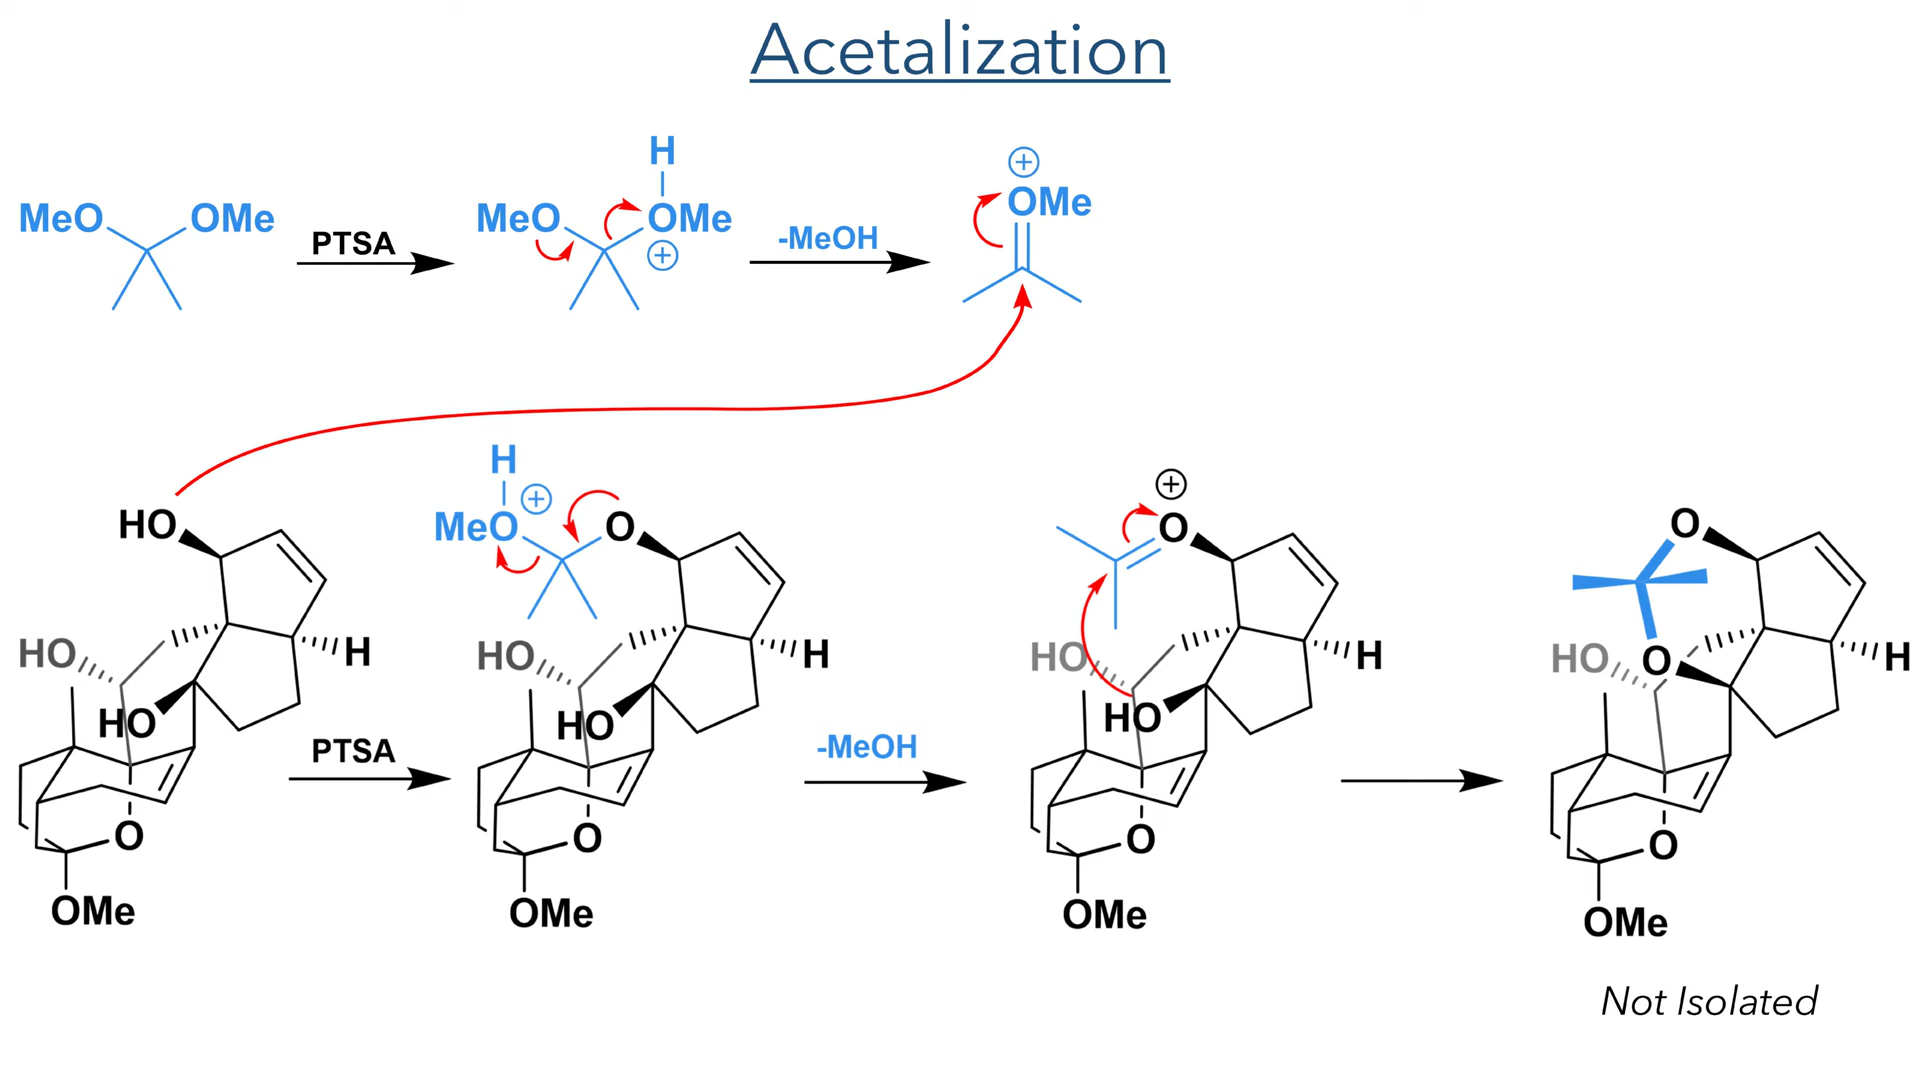 Acetalization
MeO OMe
PTSA
H
MeO OMe
⊕
-MeOH
⊕
OMe
HO
HO
H
HO
O
OMe
PTSA
H
⊕
MeO O
HO
H
HO
O
OMe
-MeOH
⊕
O
HO
H
HO
O
OMe
O
HO O
H
O
OMe
Not Isolated